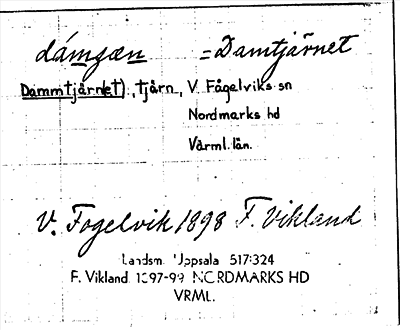 dámjæn = Damtjärnet
Dammtjärnet), tjärn, V. Fågelviks sn
Nordmarks hd
Värml. län.
V. Fogelvik 1898 F. Vikland
Landsm. Uppsala 517:324
F. Vikland 1897-99 NORDMARKS HD
VRML.